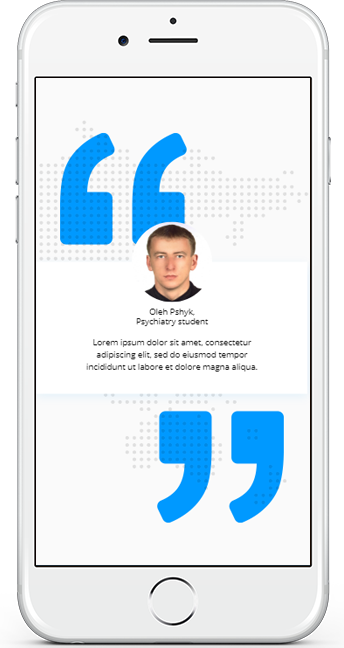 Oleh Pshyk,
Psychiatry student
Lorem ipsum dolor sit amet, consectetur
adipiscing elit, sed do eiusmod tempor
incididunt ut labore et dolore magna aliqua.